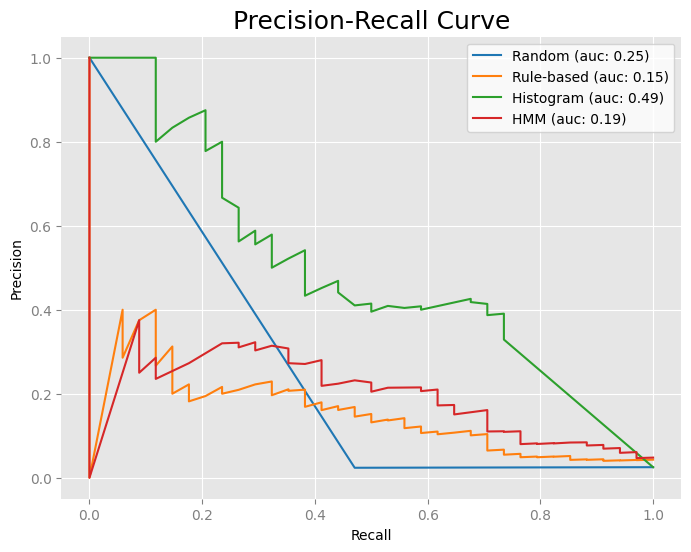 Precision-Recall Curve
Random (auc: 0.25)
Rule-based (auc: 0.15)
Histogram (auc: 0.49)
HMM (auc: 0.19)
Precision
1.0
0.8
0.6
0.4
0.2
0.0
0.0 0.2 0.4 0.6 0.8 1.0
Recall